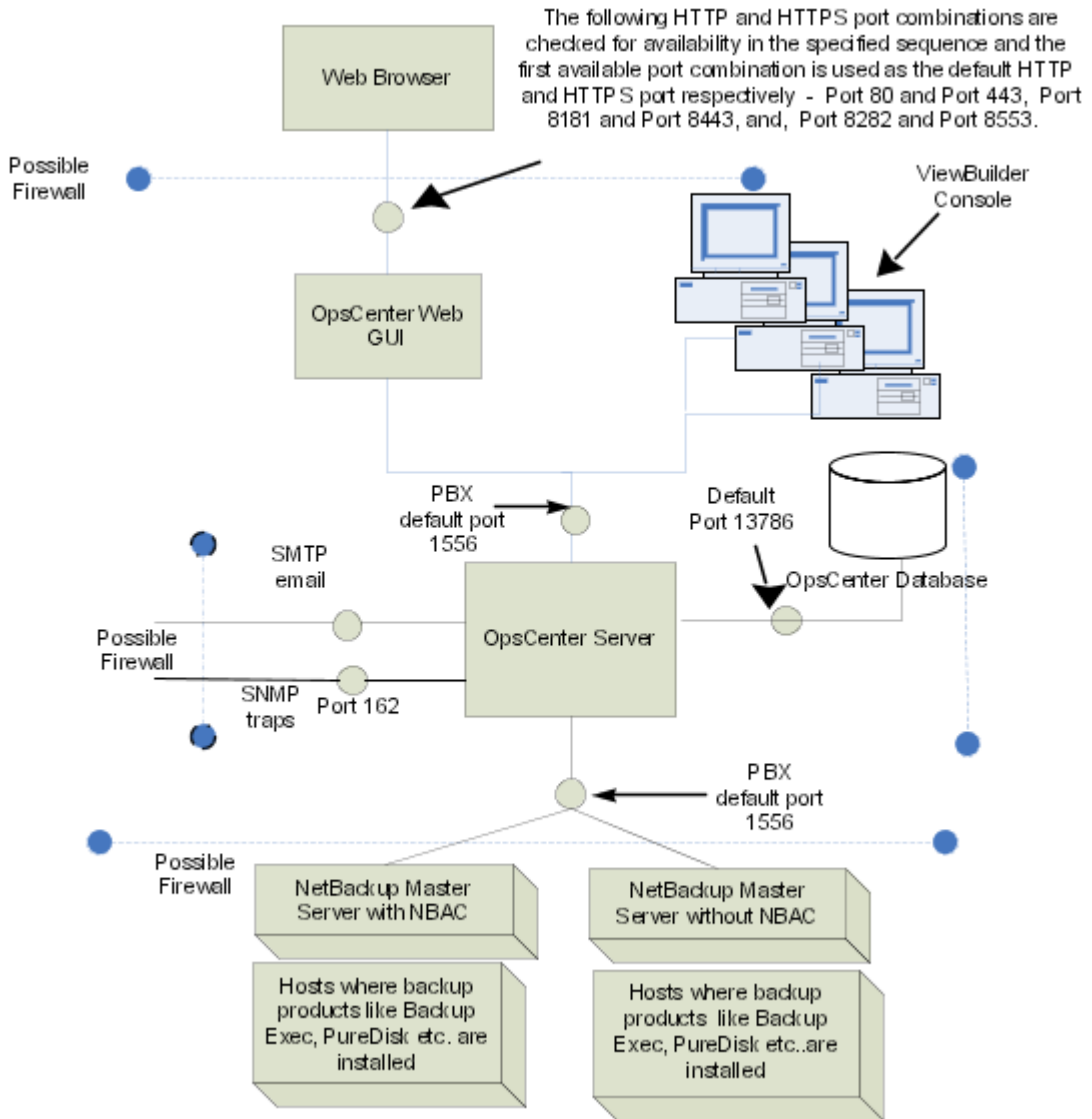 The following HTTP and HTTPS port combinations are
checked for availability in the specified sequence and the
first available port combination is used as the default HTTP
and HTTPS port respectively - Port 80 and Port 443, Port
8181 and Port 8443, and, Port 8282 and Port 8553.
Web Browser
Possible
Firewall
ViewBuilder
Console
OpsCenter Web
GUI
PBX
default port
1556
Default
Port 13786
SMTP
email
OpsCenter Database
OpsCenter Server
Possible
Firewall
SNMP
traps
Port 162
PBX
default port
1556
Possible
Firewall
NetBackup Master
Server with NBAC
NetBackup Master
Server without NBAC
Hosts where backup
products like Backup
Exec, PureDisk etc.. are
installed
Hosts where backup
products like Backup
Exec, PureDisk etc..are
installed